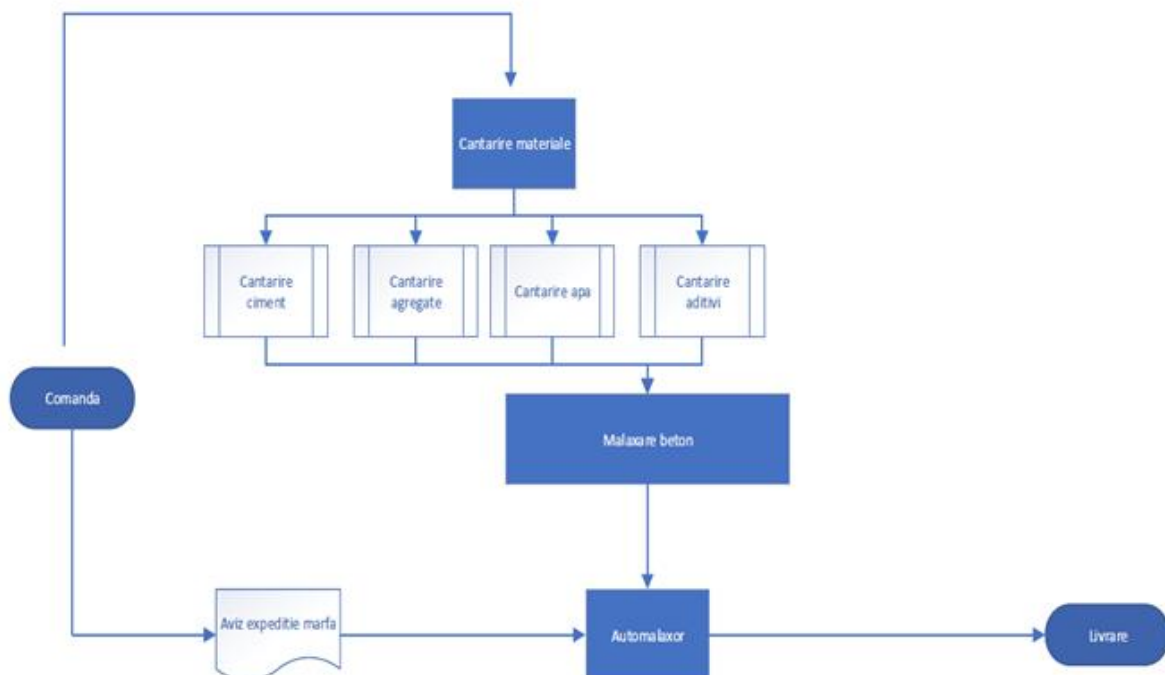 Cantarire materiale
Cantarire
ciment
Cantarire
agregate
Cantarire apa
Cantarire
aditivi
Comanda
Malaxare beton
Aviz expeditie marfa
Automalaxor
Livrare